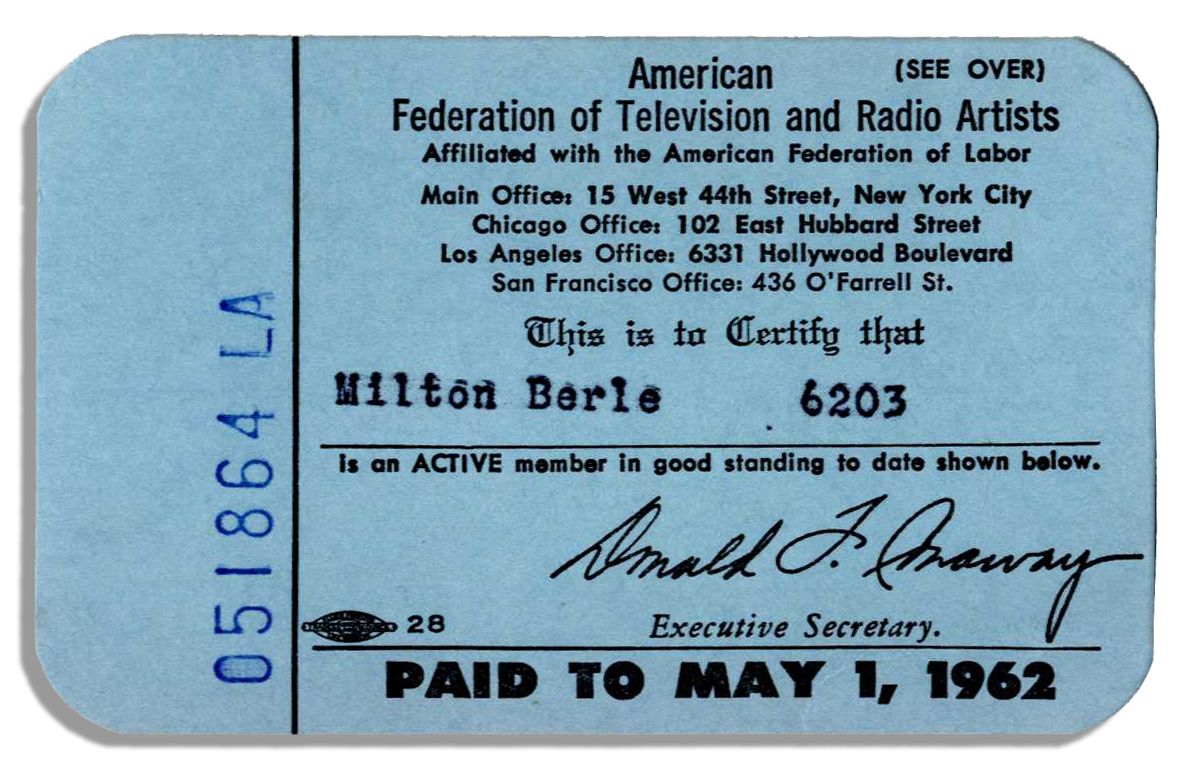 American (SEE OVER)
Federation of Television and Radio Artists
Affiliated with the American Federation of Labor
Main Office: 15 West 44th Street, New York City
Chicago Office: 102 East Hubbard Street
Los Angeles Office: 6331 Hollywood Boulevard
San Francisco Office: 436 O'Farrell St.
This is to Certify that
Milton Berle 6203
is an ACTIVE member in good standing to date shown below.
Donald F. Conaway
28 Executive Secretary.
PAID TO MAY 1, 1962
051864 LA